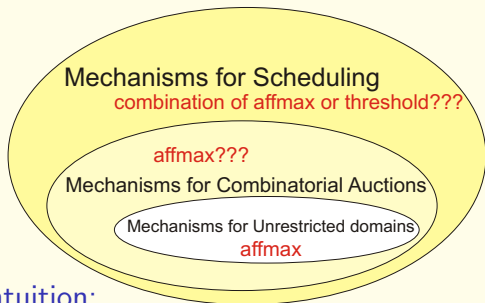 Mechanisms for Scheduling
combination of affmax or threshold???
affmax???
Mechanisms for Combinatorial Auctions
Mechanisms for Unrestricted domains
affmax